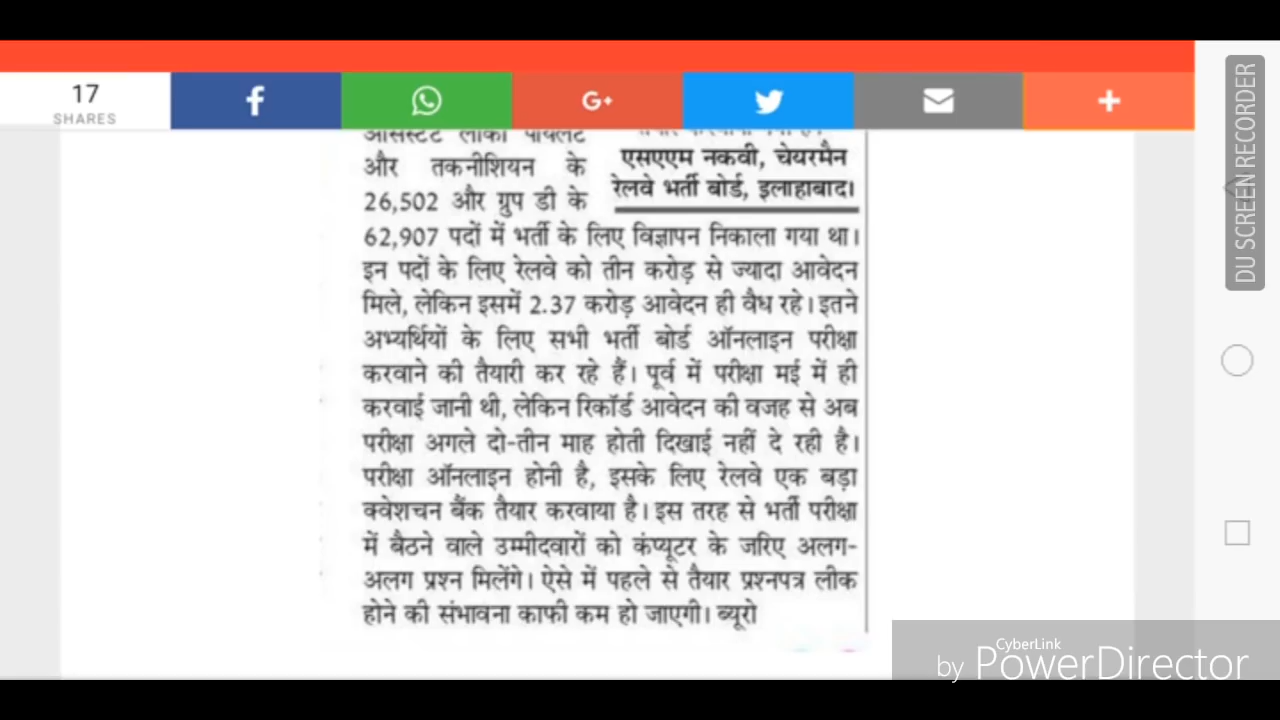 17
SHARES
f
G+
+
असिस्टेंट लोको पायलट
और तकनीशियन के
26,502 और ग्रुप डी के
एसएएम नकवी, चेयरमैन
रेलवे भर्ती बोर्ड, इलाहाबाद।
62,907 पदों में भर्ती के लिए विज्ञापन निकाला गया था।
इन पदों के लिए रेलवे को तीन करोड़ से ज्यादा आवेदन
मिले, लेकिन इसमें 2.37 करोड़ आवेदन ही वैध रहे। इतने
अभ्यर्थियों के लिए सभी भर्ती बोर्ड ऑनलाइन परीक्षा
करवाने की तैयारी कर रहे हैं। पूर्व में परीक्षा मई में ही
करवाई जानी थी, लेकिन रिकॉर्ड आवेदन की वजह से अब
परीक्षा अगले दो-तीन माह होती दिखाई नहीं दे रही है।
परीक्षा ऑनलाइन होनी है, इसके लिए रेलवे एक बड़ा
क्वेशचन बैंक तैयार करवाया है। इस तरह से भर्ती परीक्षा
में बैठने वाले उम्मीदवारों को कंप्यूटर के जरिए अलग-
अलग प्रश्न मिलेंगे। ऐसे में पहले से तैयार प्रश्नपत्र लीक
होने की संभावना काफी कम हो जाएगी। ब्यूरो
DU SCREEN RECORDER
CyberLink
by PowerDirector